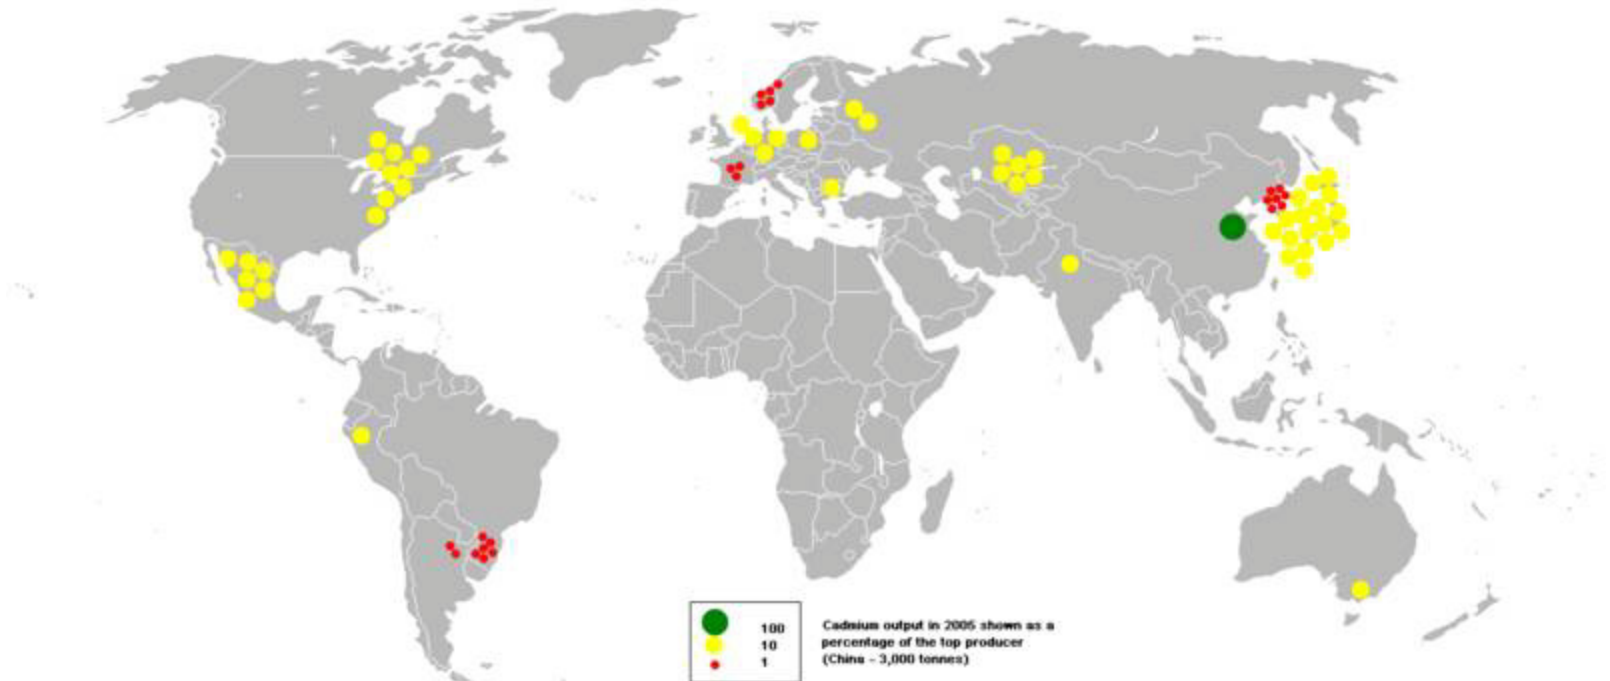 100
10
1
Cadmium output in 2005 shown as a
percentage of the top producer
(China - 3,000 tonnes)